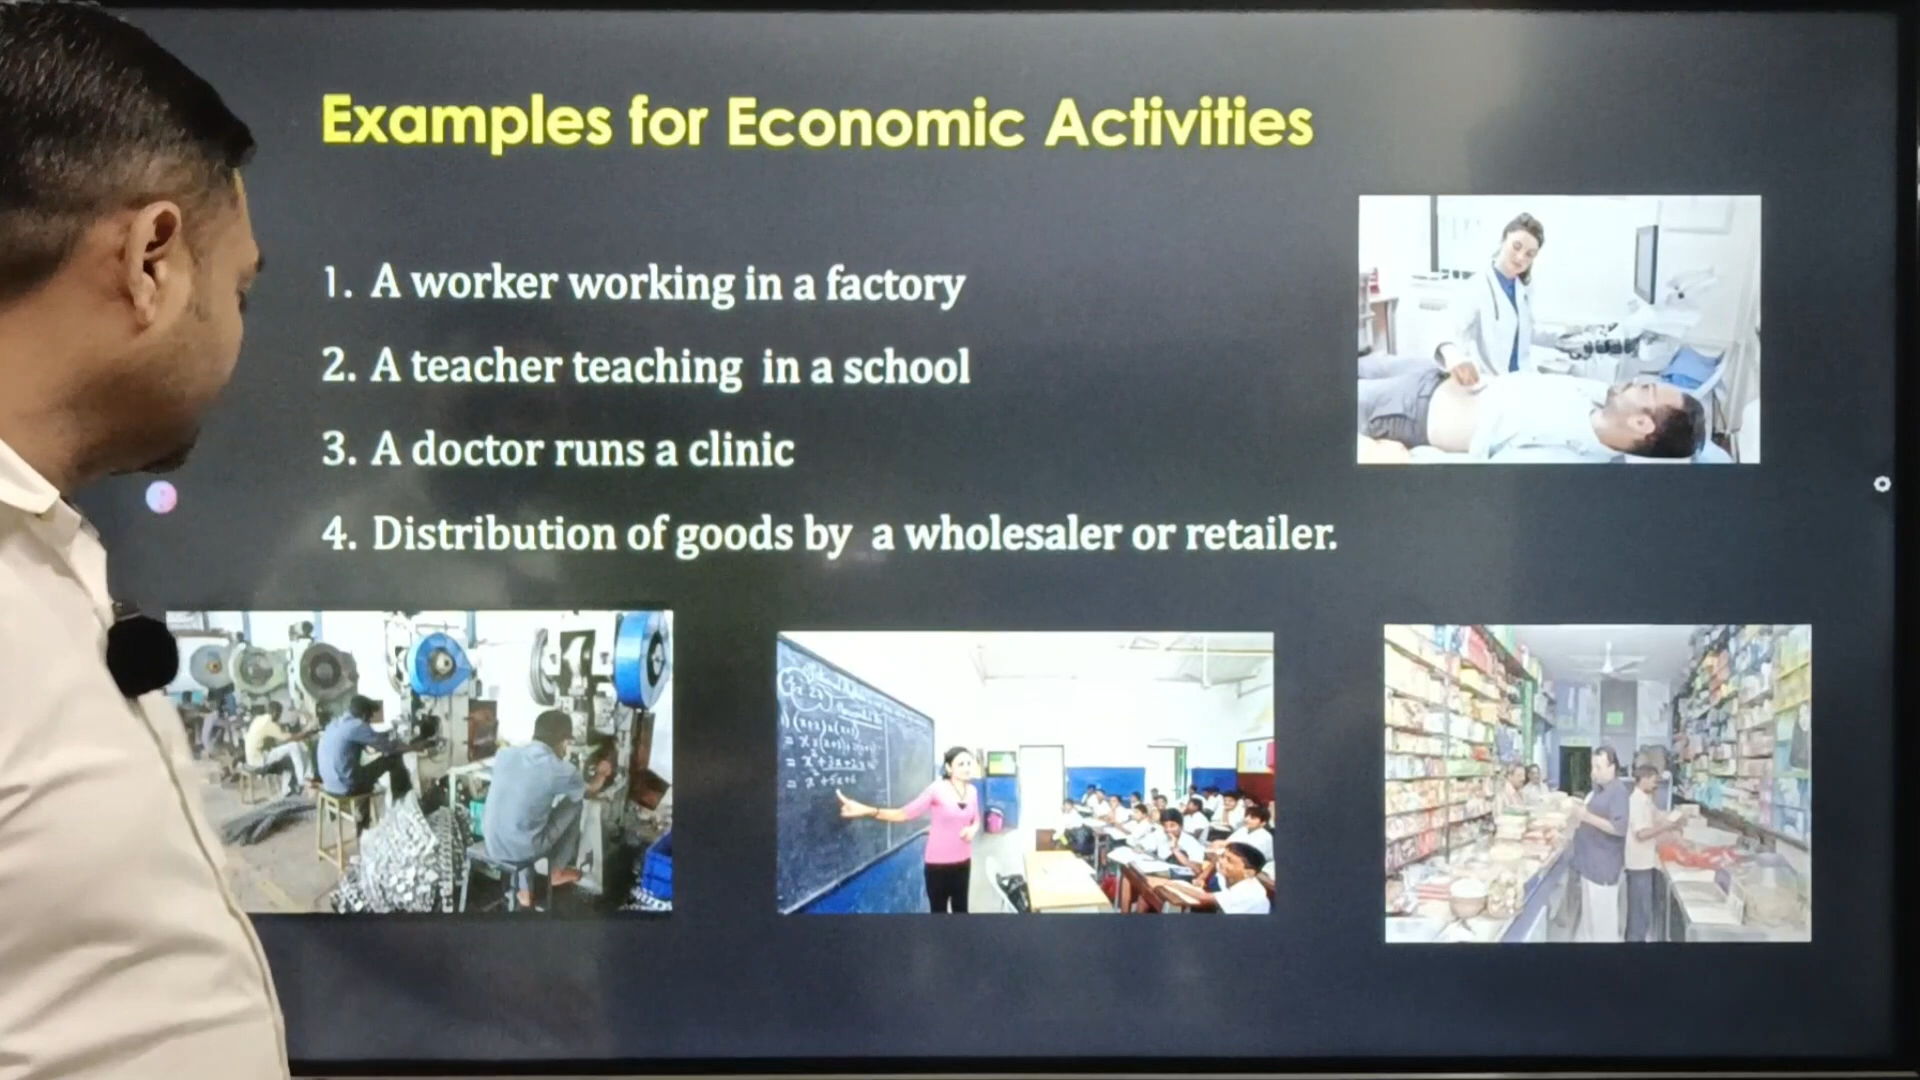 Examples for Economic Activities
1. A worker working in a factory
2. A teacher teaching in a school
3. A doctor runs a clinic
4. Distribution of goods by a wholesaler or retailer.